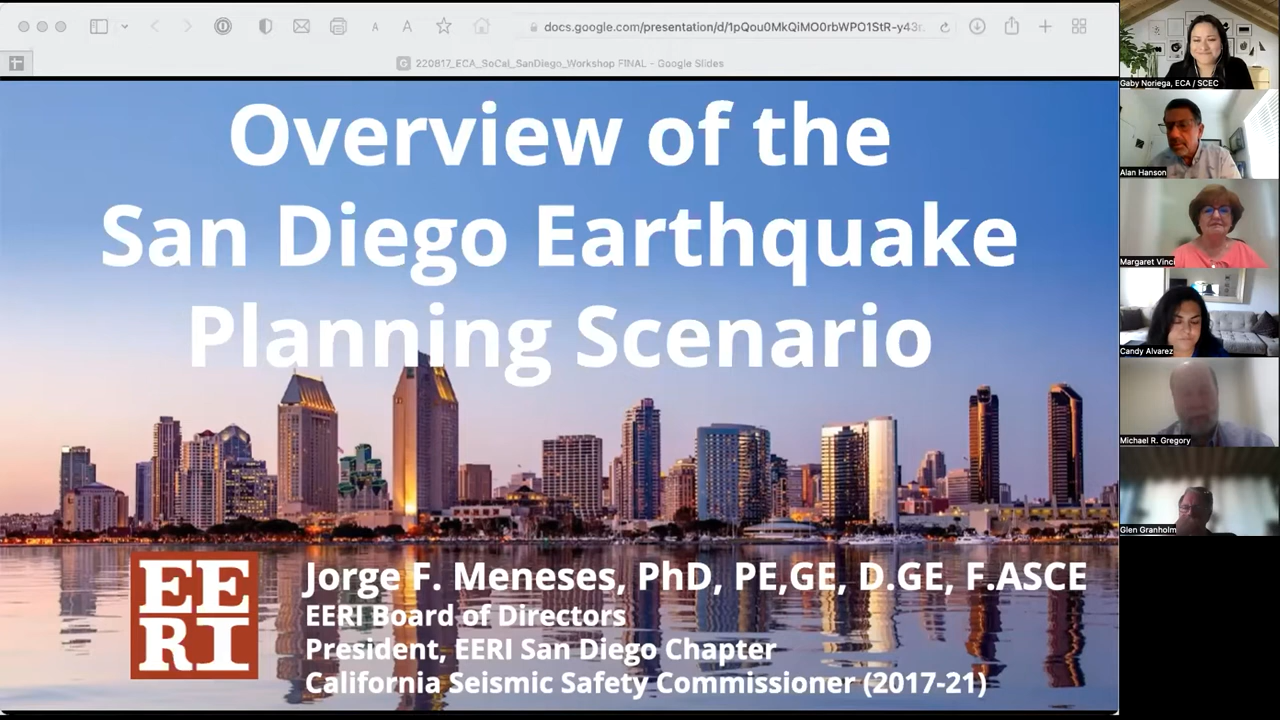 A
A
docs.google.com/presentation/d/1pQou0MkQiMO0rbWPO1StR-y43r
220817_ECA_SoCal_SanDiego_Workshop FINAL - Google Slides
Overview of the
San Diego Earthquake
Planning Scenario
EE
RI
Jorge F. Meneses, PhD, PE,GE, D.GE, F.ASCE
EERI Board of Directors
President, EERI San Diego Chapter
California Seismic Safety Commissioner (2017-21)
Gaby Noriega, ECA / SCEC
Alan Hanson
Margaret Vinci
Candy Alvarez
Michael R. Gregory
Glen Granholm